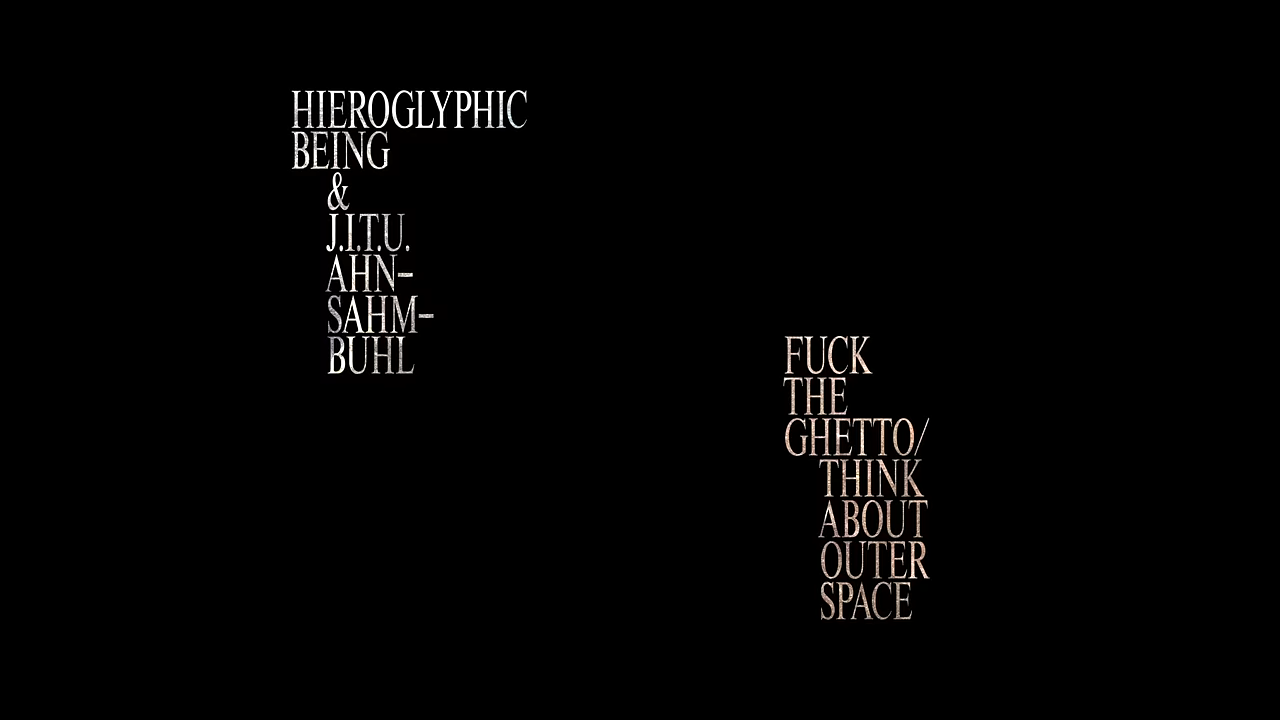 HIEROGLYPHIC
BEING
&
J.I.T.U.
AHN-
SAHM-
BUHL
FUCK
THE
GHETTO/
THINK
ABOUT
OUTER
SPACE